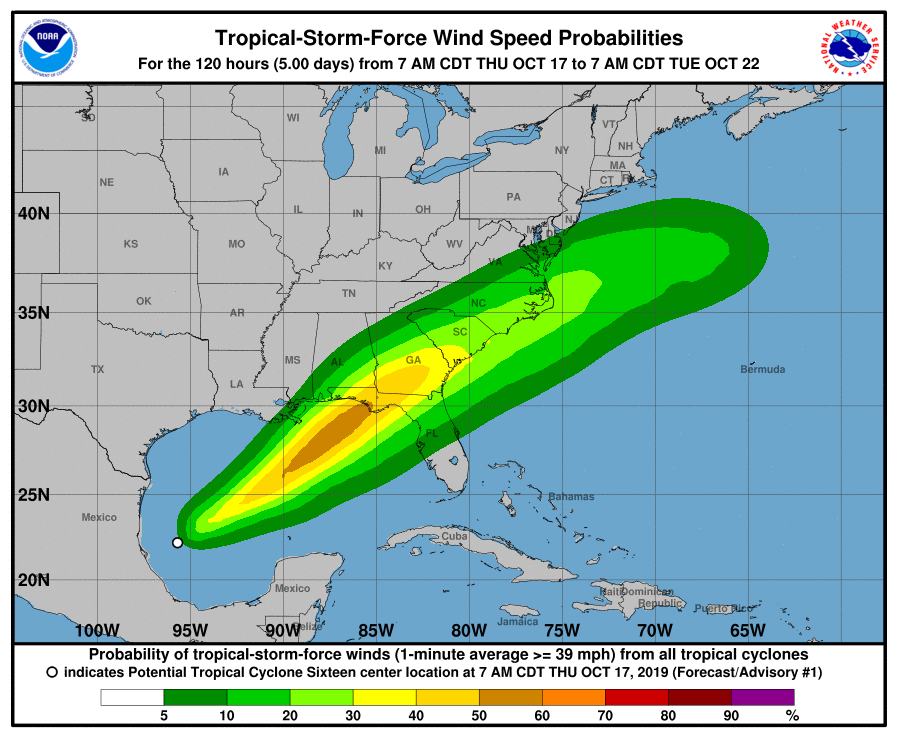 NOAA
NATIONAL OCEANIC AND ATMOSPHERIC ADMINISTRATION
U.S. DEPARTMENT OF COMMERCE
Tropical-Storm-Force Wind Speed Probabilities
For the 120 hours (5.00 days) from 7 AM CDT THU OCT 17 to 7 AM CDT TUE OCT 22
NATIONAL WEATHER SERVICE
SD
WI
VT
NH
MI
NY
MA
NE
IA
CT
RI
PA
40N
IL
IN
OH
NJ
MD
DE
KS
MO
WV
KY
VA
TN
OK
NC
35N
AR
SC
MS
AL
GA
TX
LA
Bermuda
30N
FL
25N
Mexico
Bahamas
Cuba
20N
Mexico
Haiti
Dominican
Republic
Puerto Rico
Jamaica
Belize
100W
95W
90W
85W
80W
75W
70W
65W
Probability of tropical-storm-force winds (1-minute average >= 39 mph) from all tropical cyclones
indicates Potential Tropical Cyclone Sixteen center location at 7 AM CDT THU OCT 17, 2019 (Forecast/Advisory #1)
5 10 20 30 40 50 60 70 80 90 %